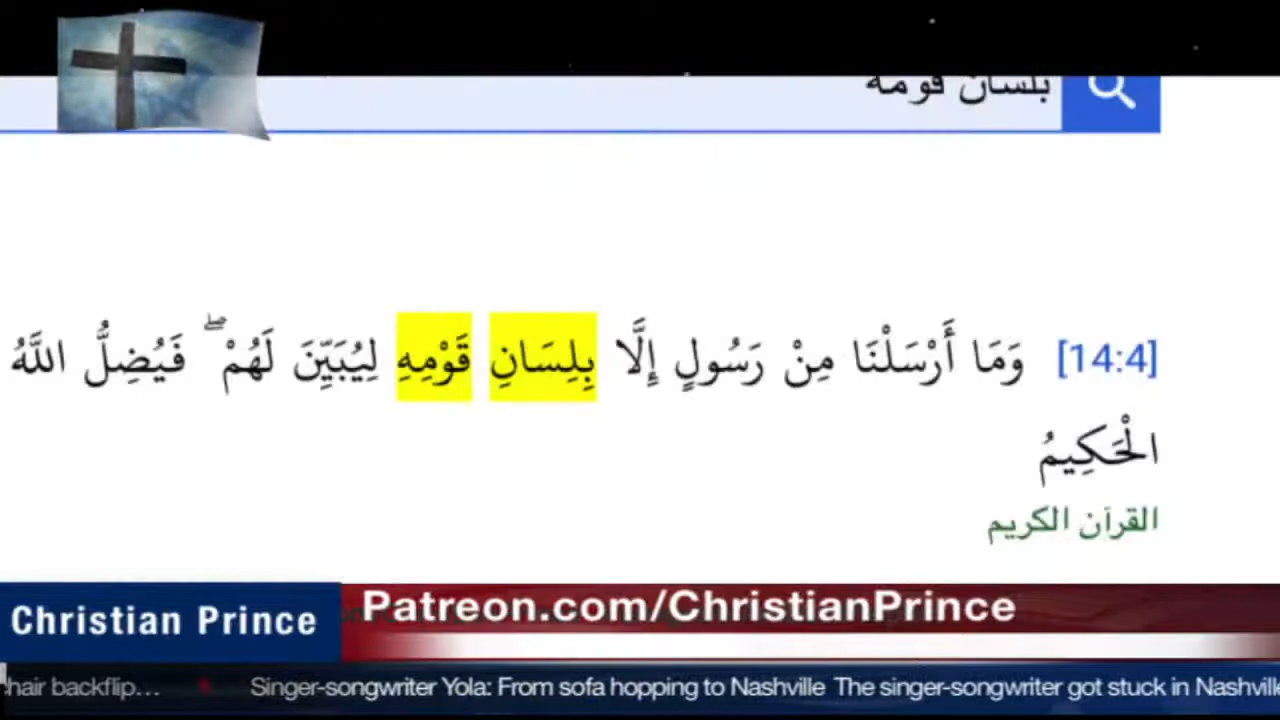 بلسان قومه
[14:4] وَمَا أَرْسَلْنَا مِنْ رَسُولٍ إِلَّا بِلِسَانِ قَوْمِهِ لِيُبَيِّنَ لَهُمْ ۖ فَيُضِلُّ اللَّهُ
الْحَكِيمُ
القرآن الكريم
Patreon.com/ChristianPrince
Christian Prince
hair backflip… Singer-songwriter Yola: From sofa hopping to Nashville The singer-songwriter got stuck in Nashville